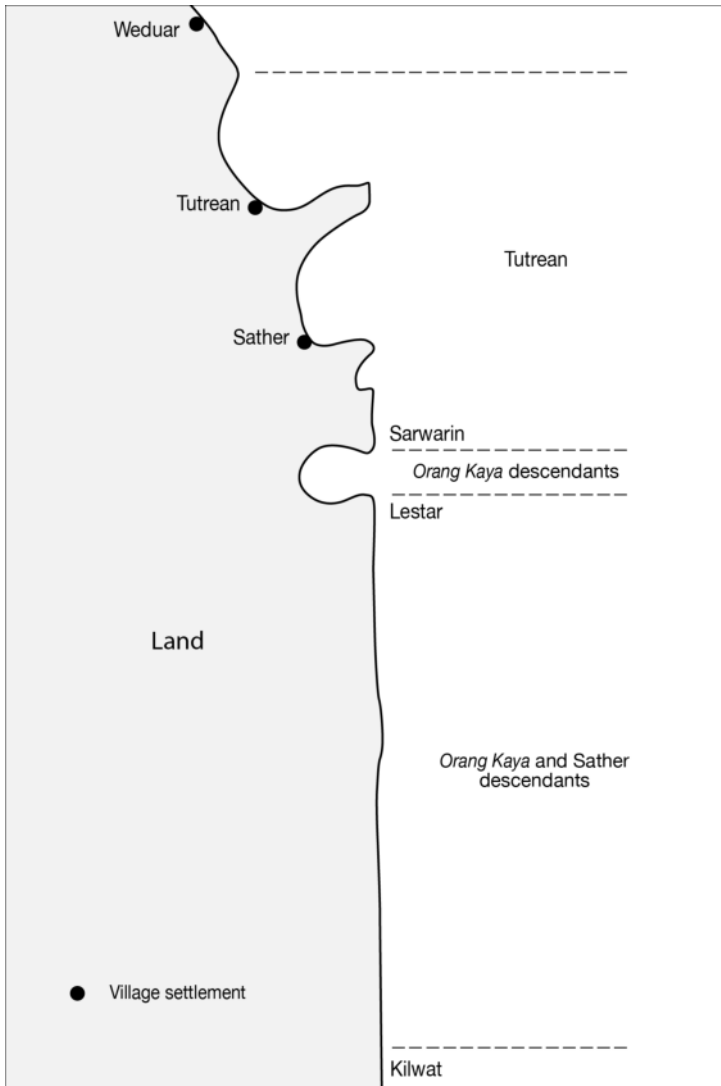 Weduar
Tutrean
Tutrean
Sather
Sarwarin
Orang Kaya descendants
Lestar
Land
Orang Kaya and Sather
descendants
Village settlement
Kilwat